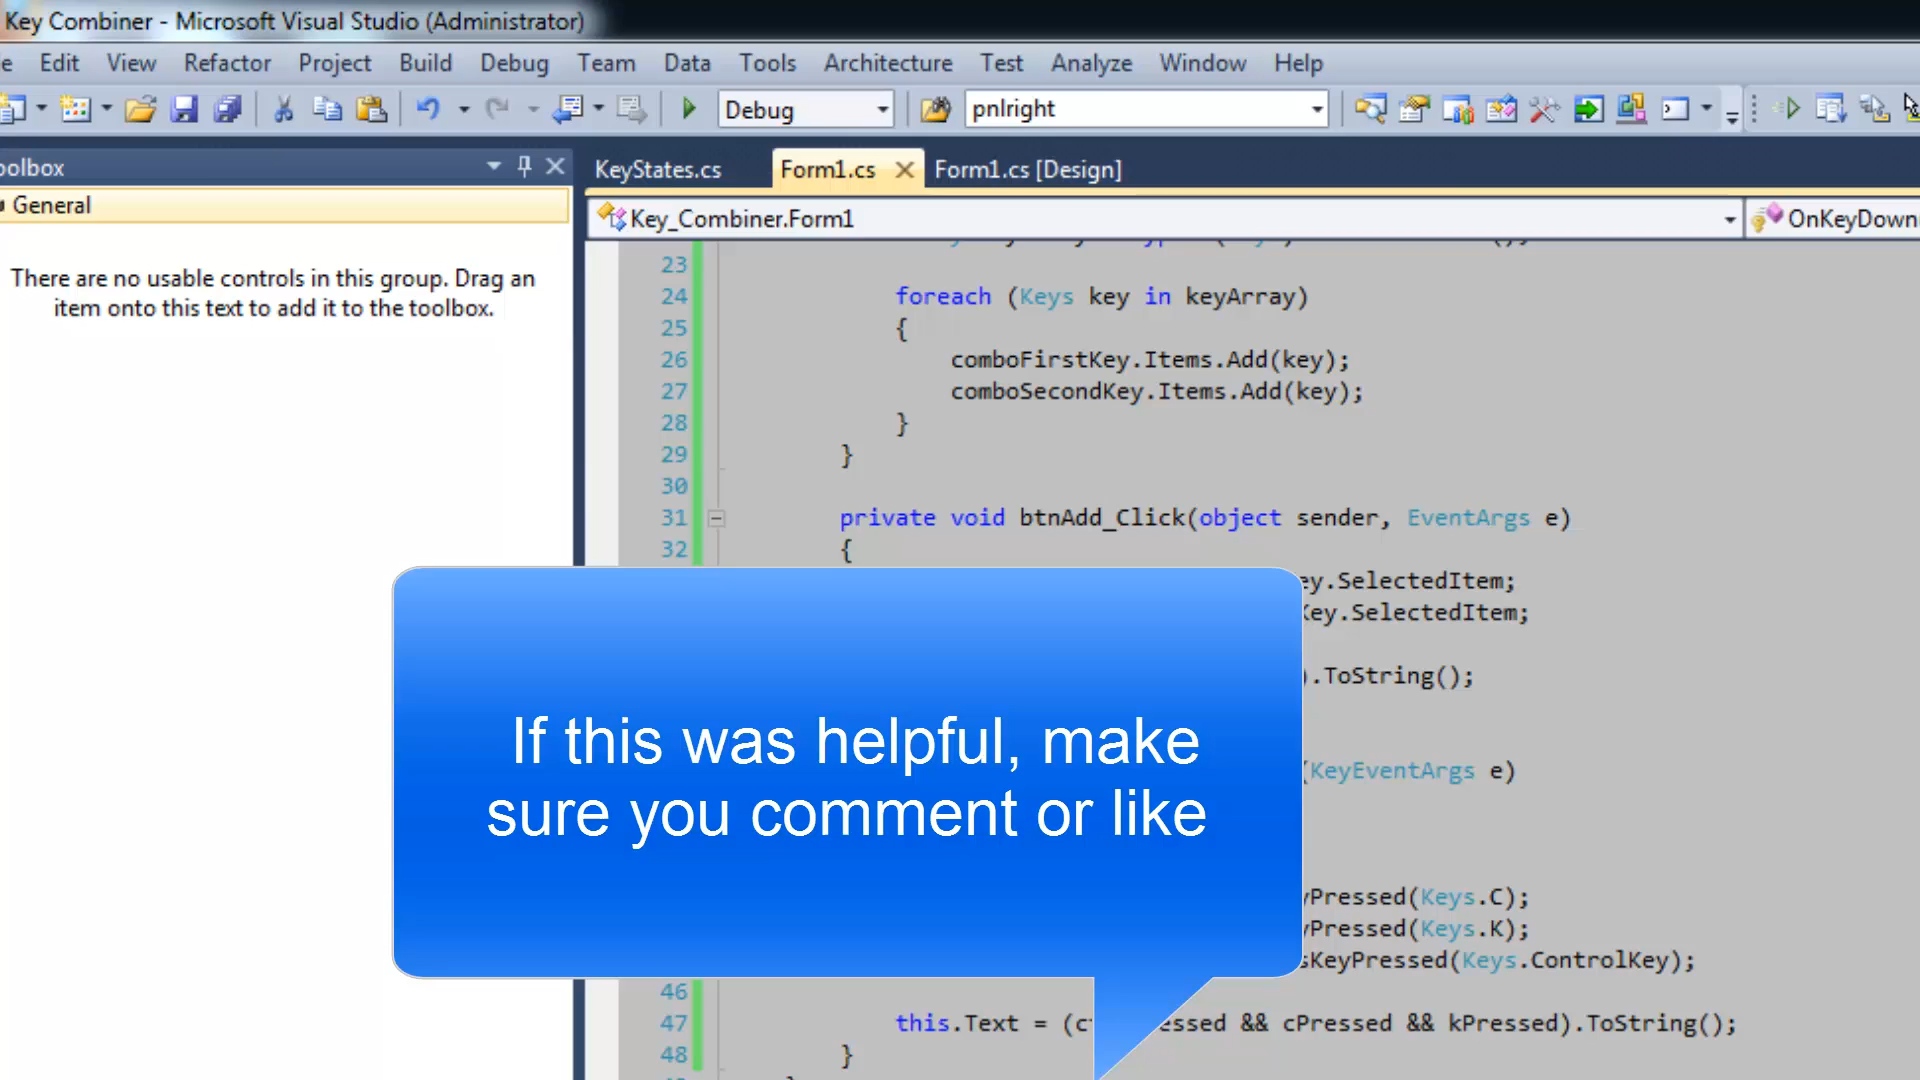 Key Combiner - Microsoft Visual Studio (Administrator)
e Edit View Refactor Project Build Debug Team Data Tools Architecture Test Analyze Window Help
Debug pnlright
oolbox
General
There are no usable controls in this group. Drag an
item onto this text to add it to the toolbox.
KeyStates.cs Form1.cs Form1.cs [Design]
Key_Combiner.Form1 OnKeyDown
23
24 foreach (Keys key in keyArray)
25 {
26 comboFirstKey.Items.Add(key);
27 comboSecondKey.Items.Add(key);
28 }
29 }
30
31 private void btnAdd_Click(object sender, EventArgs e)
32 {
ey.SelectedItem;
Key.SelectedItem;
).ToString();
(KeyEventArgs e)
yPressed(Keys.C);
yPressed(Keys.K);
sKeyPressed(Keys.ControlKey);
If this was helpful, make
sure you comment or like
46
47 this.Text = (c essed && cPressed && kPressed).ToString();
48 }